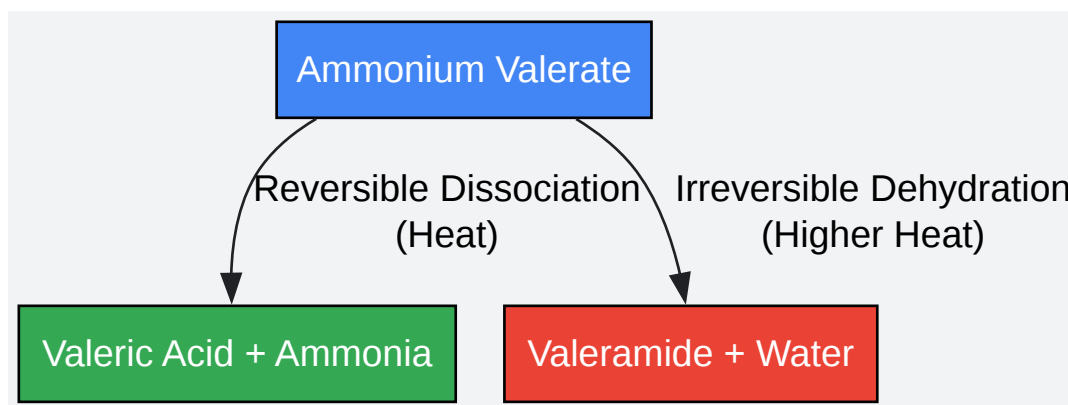 Ammonium Valerate
Reversible Dissociation
(Heat)
Irreversible Dehydration
(Higher Heat)
Valeric Acid + Ammonia
Valeramide + Water